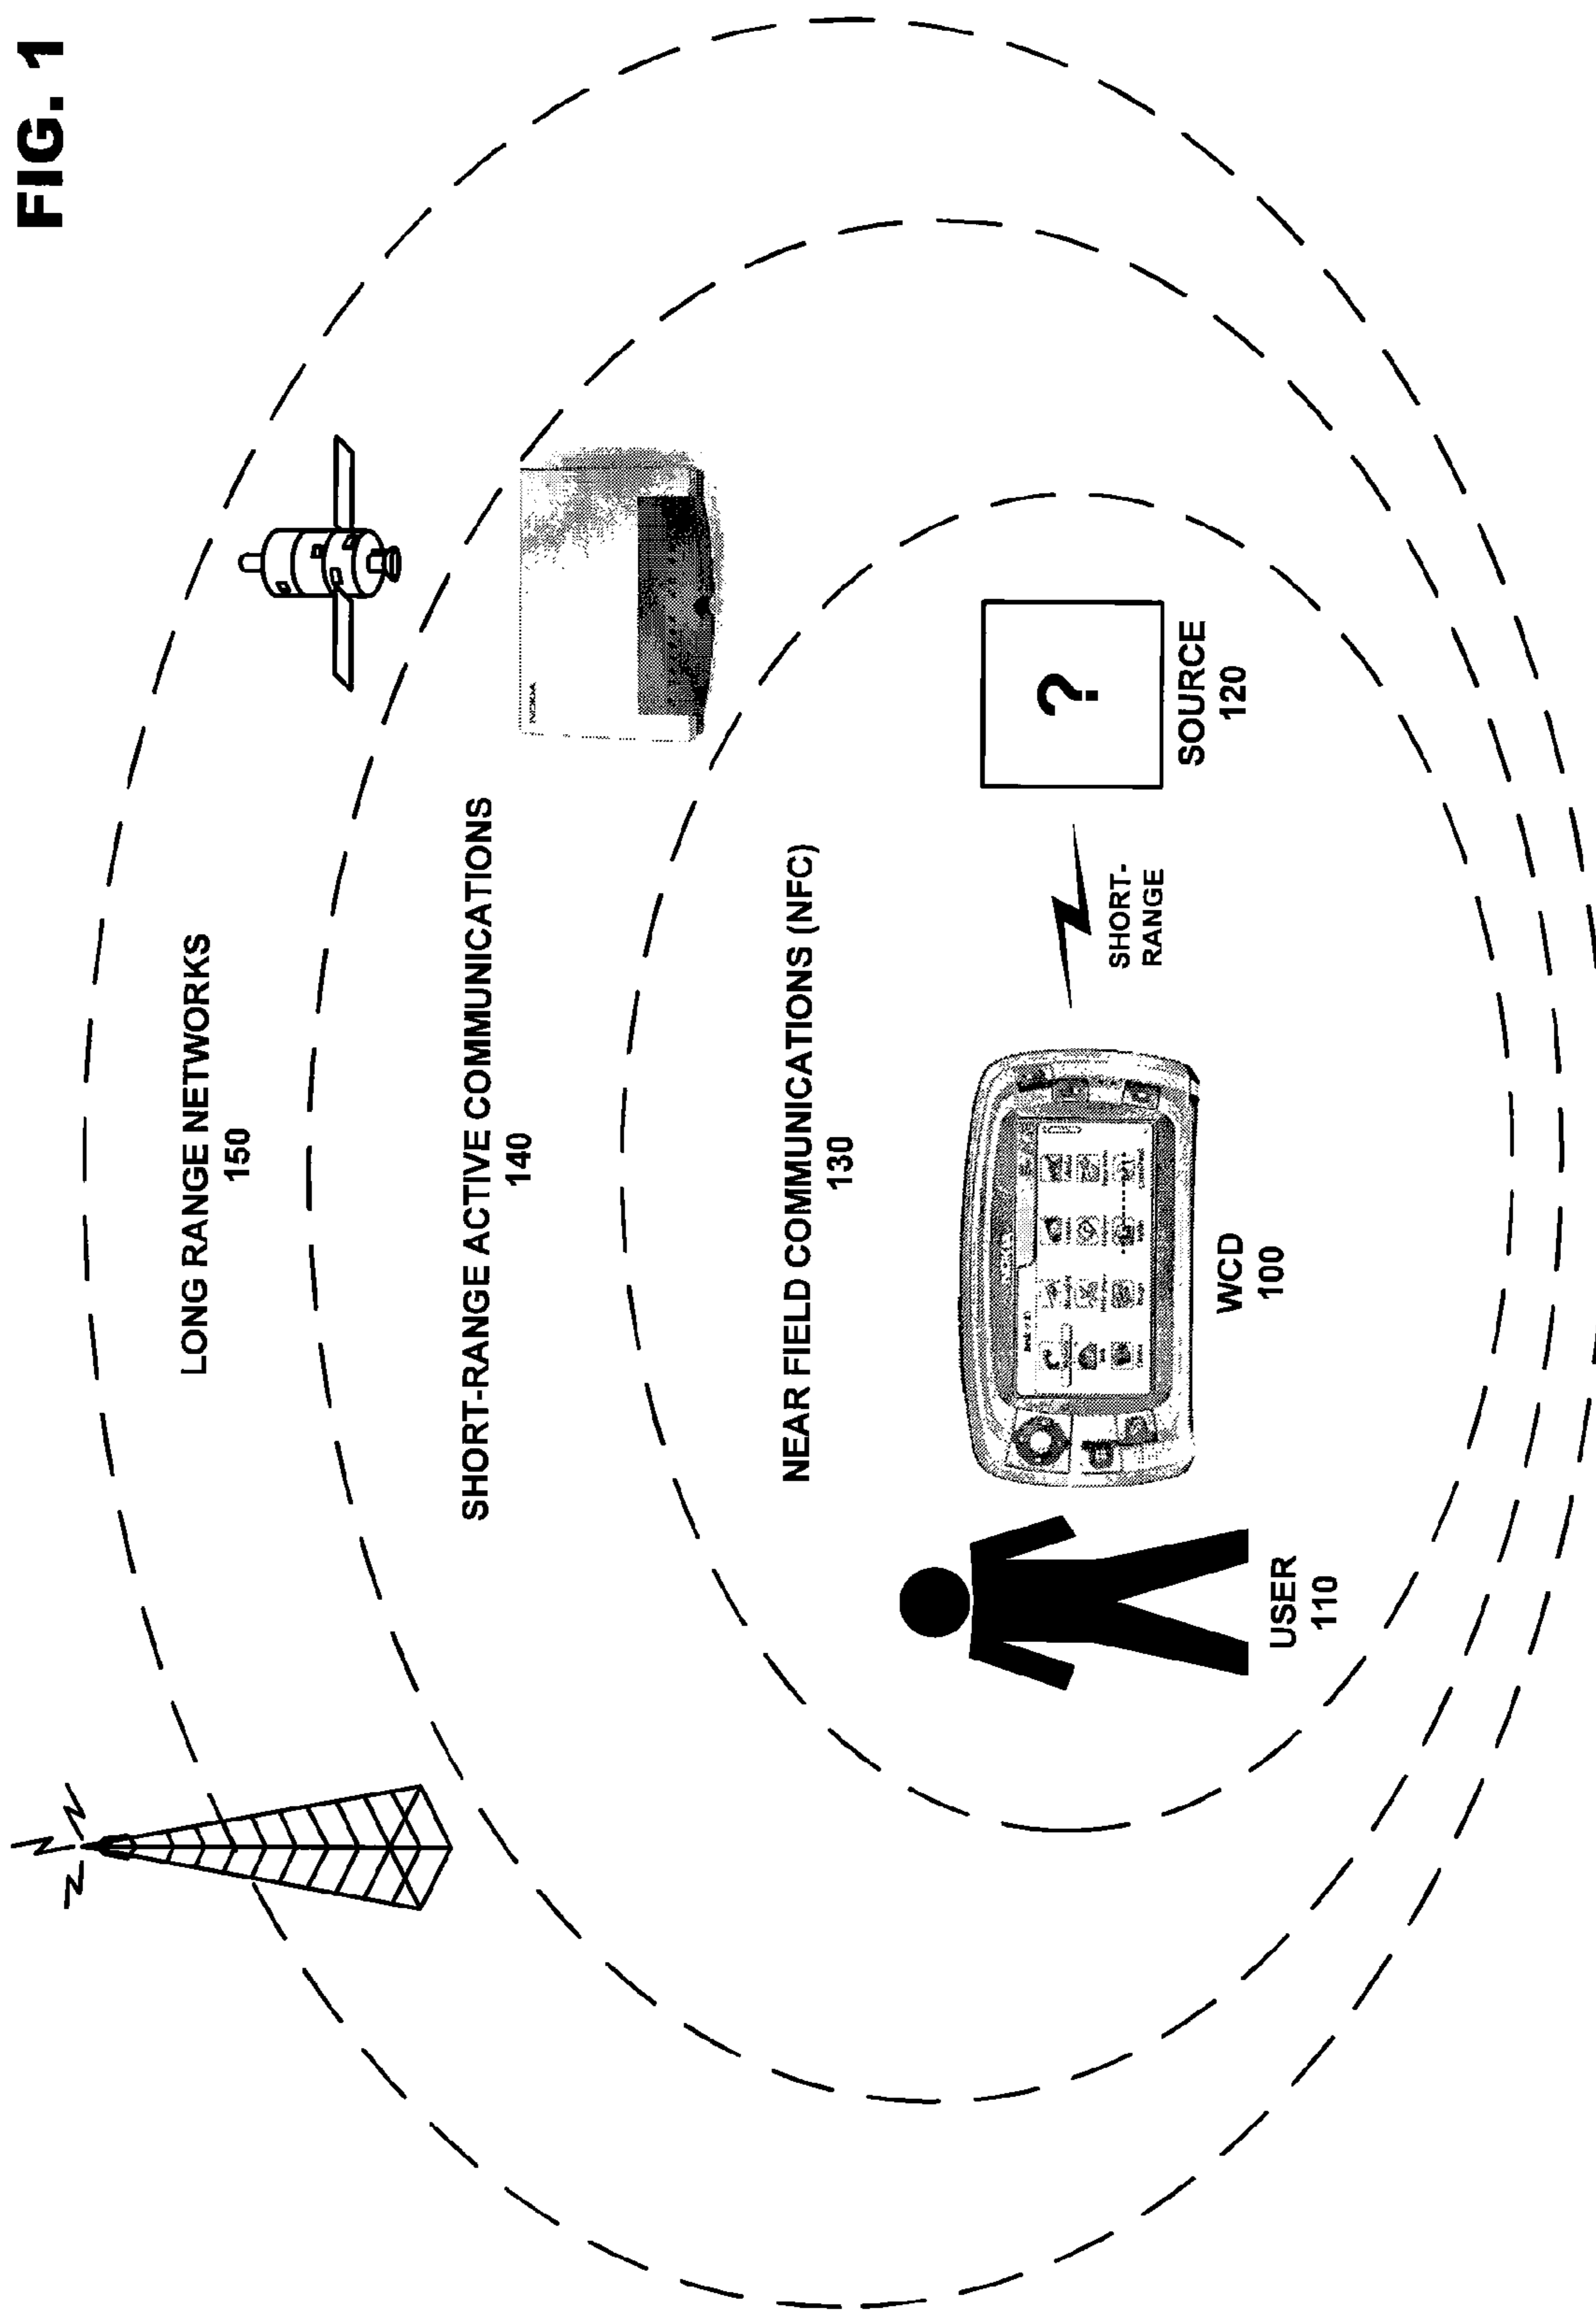 FIG. 1
LONG RANGE NETWORKS
150
SHORT-RANGE ACTIVE COMMUNICATIONS
140
NOKIA
NEAR FIELD COMMUNICATIONS (NFC)
130
USER
110
WCD
100
SHORT-
RANGE
?
SOURCE
120